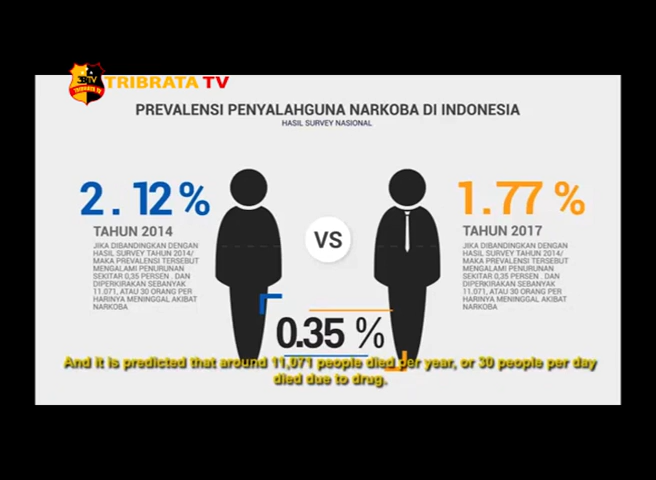 TRIBRATA TV
TRIBRATA TV
PREVALENSI PENYALAHGUNA NARKOBA DI INDONESIA
HASIL SURVEY NASIONAL
2.12%
TAHUN 2014
JIKA DIBANDINGKAN DENGAN
HASIL SURVEY TAHUN 2014/
MAKA PREVALENSI TERSEBUT
MENGALAMI PENURUNAN
SEKITAR 0,35 PERSEN . DAN
DIPERKIRAKAN SEBANYAK
11.071, ATAU 30 ORANG PER
HARINYA MENINGGAL AKIBAT
NARKOBA
VS
1.77%
TAHUN 2017
JIKA DIBANDINGKAN DENGAN
HASIL SURVEY TAHUN 2014/
MAKA PREVALENSI TERSEBUT
MENGALAMI PENURUNAN
SEKITAR 0,35 PERSEN . DAN
DIPERKIRAKAN SEBANYAK
11.071, ATAU 30 ORANG PER
HARINYA MENINGGAL AKIBAT
NARKOBA
0.35 %
And it is predicted that around 11,071 people died per year, or 30 people per day
died due to drug.